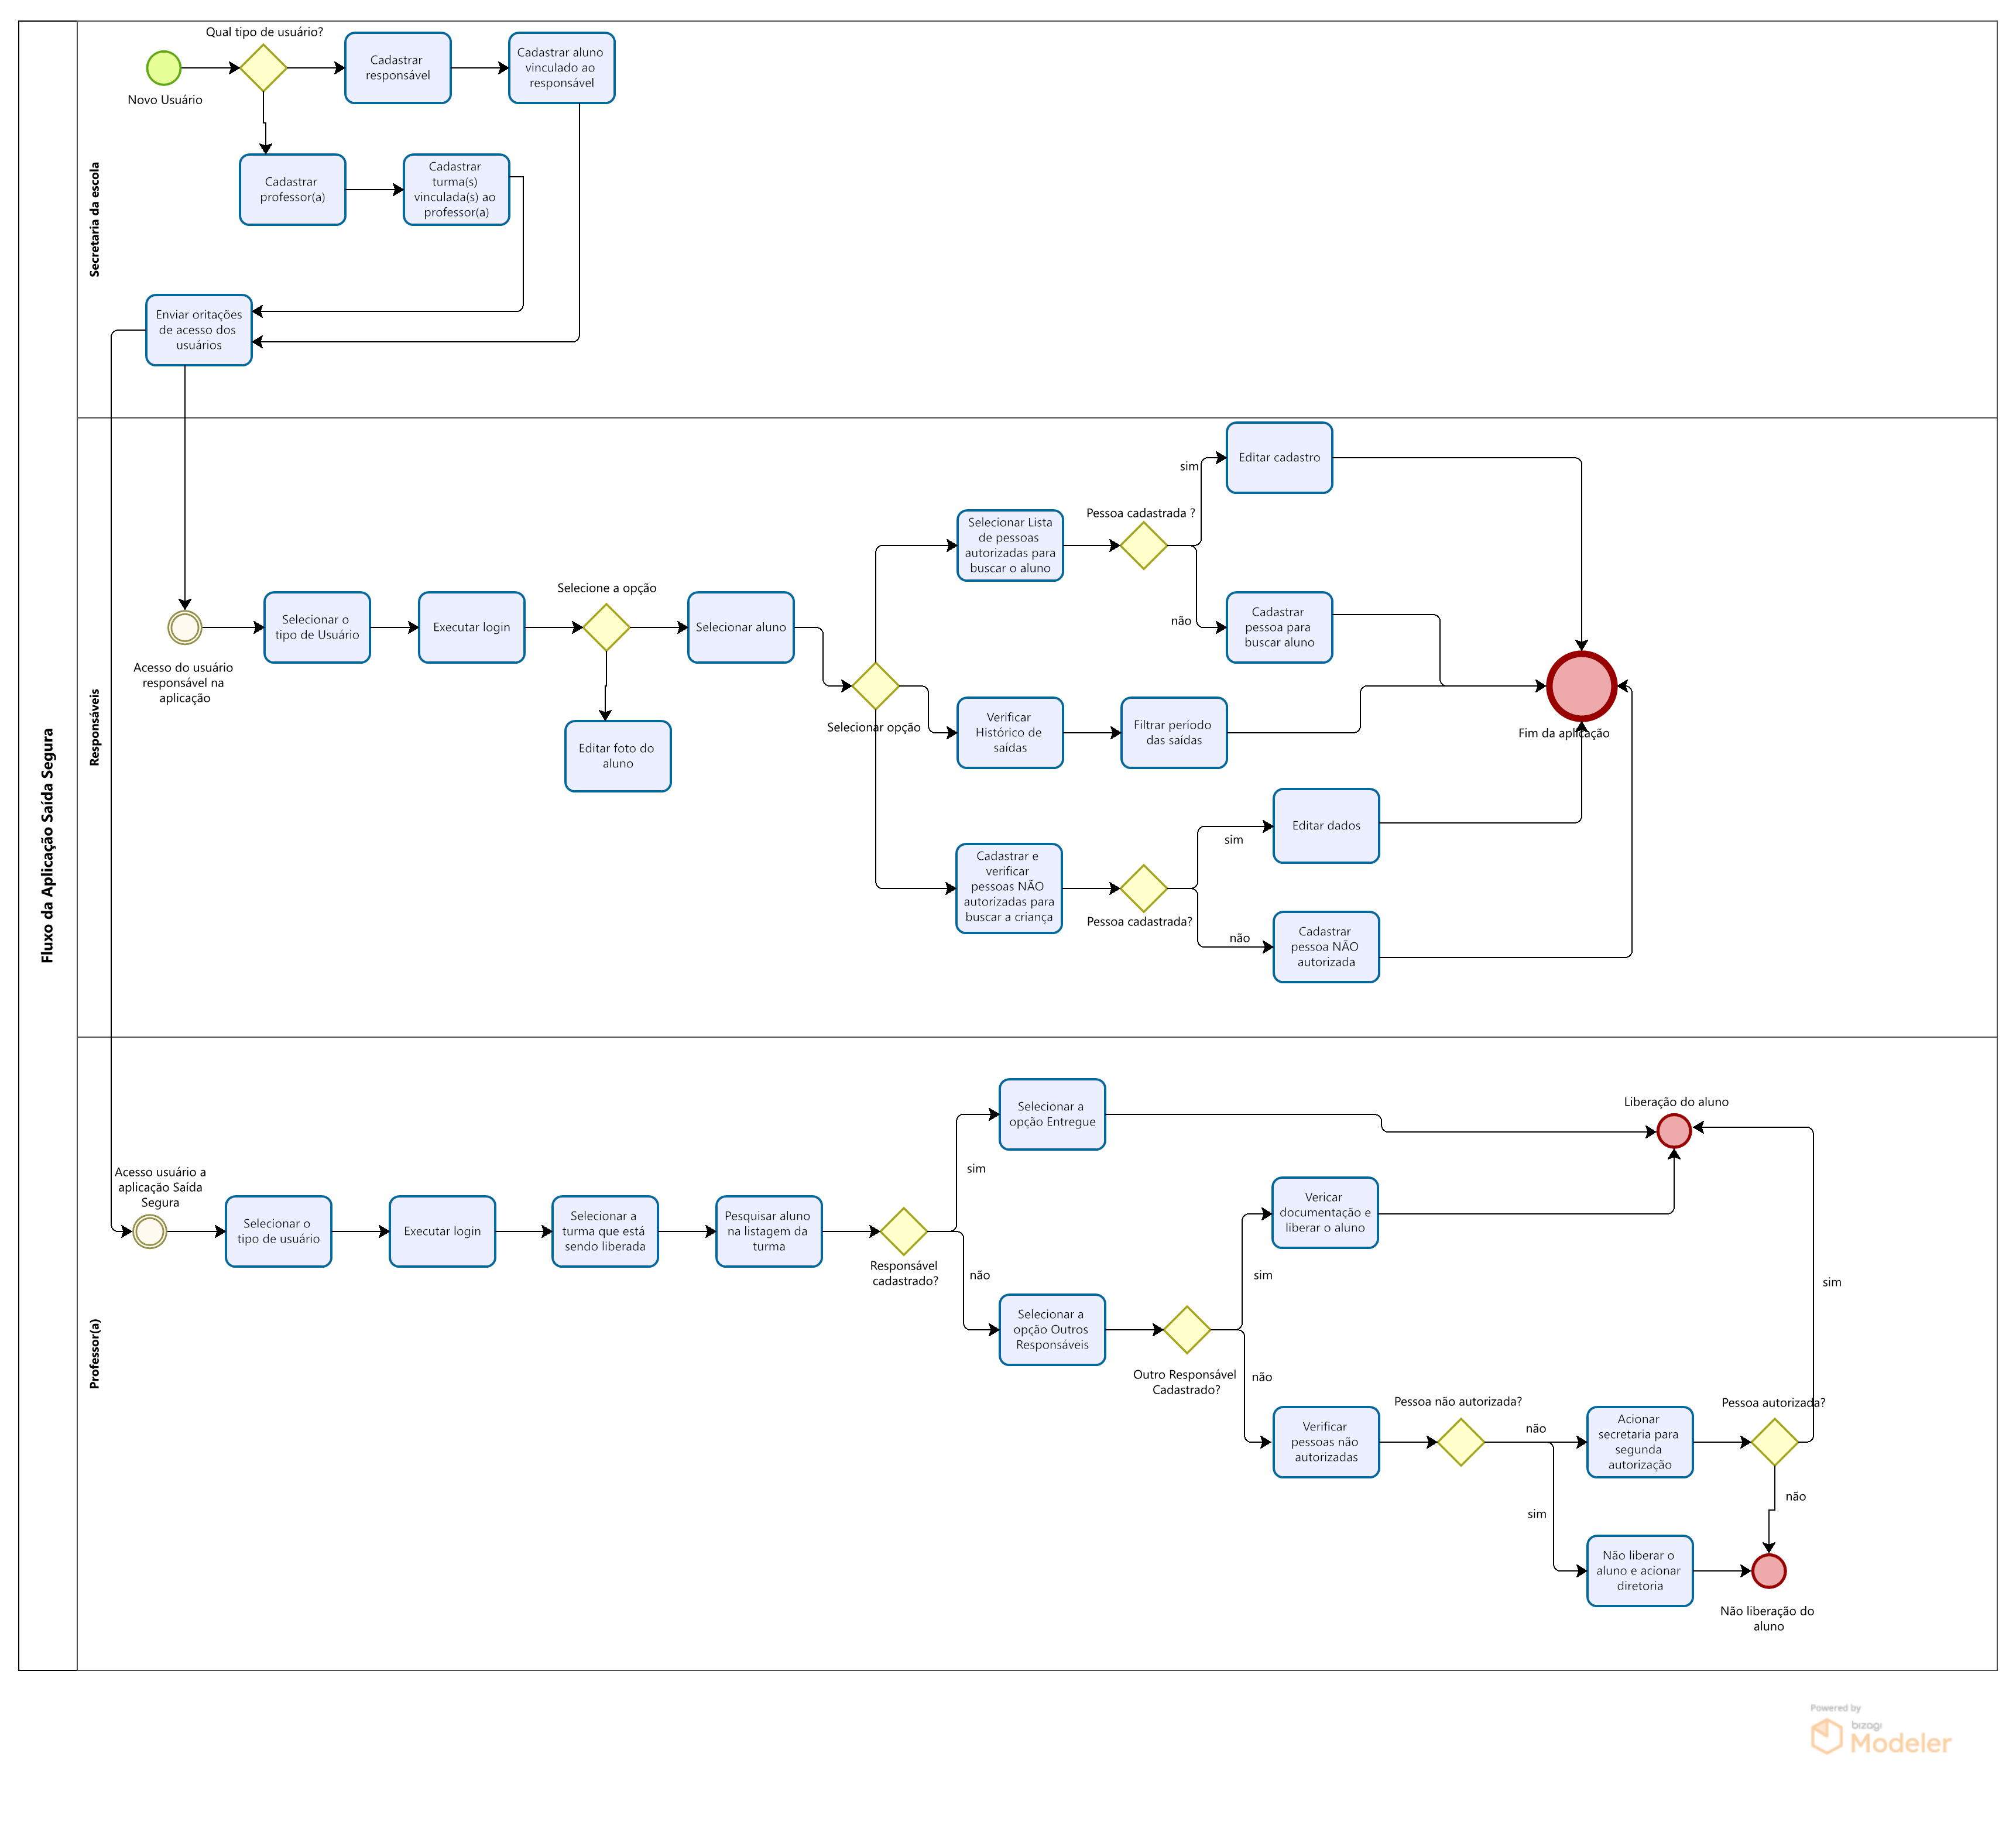 Fluxo da Aplicação Saída Segura
Secretaria da escola
Qual tipo de usuário?
Novo Usuário
Cadastrar
responsável
Cadastrar aluno
vinculado ao
responsável
Cadastrar
professor(a)
Cadastrar
turma(s)
vinculada(s) ao
professor(a)
Enviar oritações
de acesso dos
usuários
Responsáveis
Acesso do usuário
responsável na
aplicação
Selecionar o
tipo de Usuário
Executar login
Selecione a opção
Selecionar aluno
Editar foto do
aluno
Selecionar opção
Selecionar Lista
de pessoas
autorizadas para
buscar o aluno
Pessoa cadastrada ?
sim
Editar cadastro
não
Cadastrar
pessoa para
buscar aluno
Verificar
Histórico de
saídas
Filtrar período
das saídas
Fim da aplicação
Cadastrar e
verificar
pessoas NÃO
autorizadas para
buscar a criança
Pessoa cadastrada?
sim
Editar dados
não
Cadastrar
pessoa NÃO
autorizada
Professor(a)
Acesso usuário a
aplicação Saída
Segura
Selecionar o
tipo de usuário
Executar login
Selecionar a
turma que está
sendo liberada
Pesquisar aluno
na listagem da
turma
Responsável
cadastrado?
sim
Selecionar a
opção Entregue
Liberação do aluno
não
Selecionar a
opção Outros
Responsáveis
Outro Responsável
Cadastrado?
sim
Vericar
documentação e
liberar o aluno
não
Verificar
pessoas não
autorizadas
Pessoa não autorizada?
não
Acionar
secretaria para
segunda
autorização
Pessoa autorizada?
sim
não
sim
Não liberar o
aluno e acionar
diretoria
Não liberação do
aluno
Powered by
bizagi
Modeler